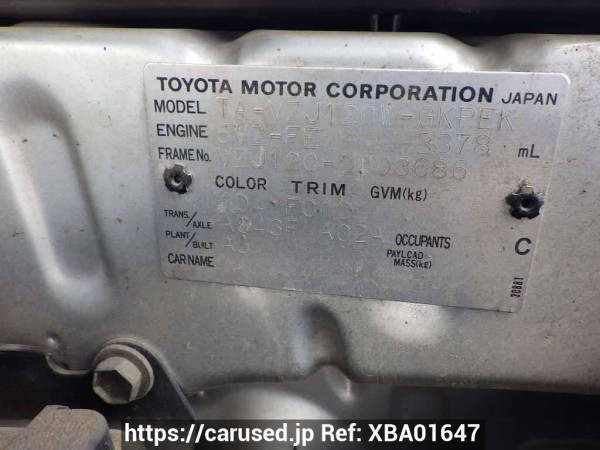 TOYOTA MOTOR CORPORATION JAPAN
MODEL TA-VZJ120W-GKPEK
ENGINE 5VZ-FE 3378 mL
FRAME No.
COLOR TRIM GVM(kg)
TRANS./AXLE
PLANT/BUILT OCCUPANTS C
CAR NAME PAYLOAD MASS(kg)
https://carused.jp Ref: XBA01647